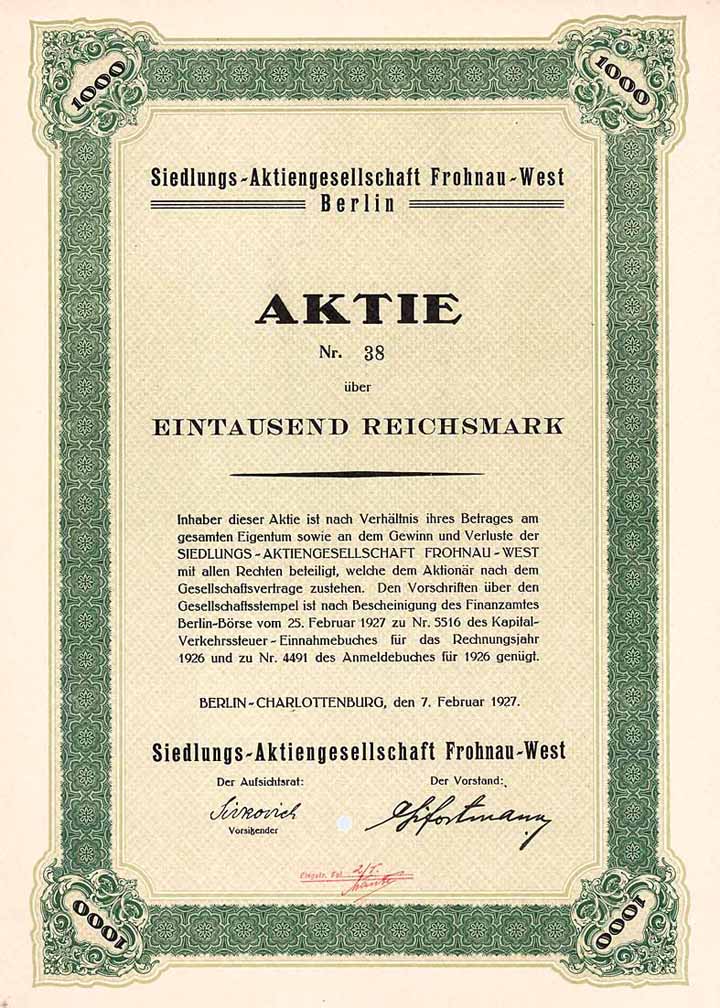 1000
1000
Siedlungs-Aktiengesellschaft Frohnau-West
Berlin
AKTIE
Nr. 38
über
EINTAUSEND REICHSMARK
Inhaber dieser Aktie ist nach Verhältnis ihres Betrages am
gesamten Eigentum sowie an dem Gewinn und Verluste der
SIEDLUNGS-AKTIENGESELLSCHAFT FROHNAU-WEST
mit allen Rechten beteiligt, welche dem Aktionär nach dem
Gesellschaftsvertrage zustehen. Den Vorschriften über den
Gesellschaftsstempel ist nach Bescheinigung des Finanzamtes
Berlin-Börse vom 25. Februar 1927 zu Nr. 5516 des Kapital-
Verkehrssteuer-Einnahmebuches für das Rechnungsjahr
1926 und zu Nr. 4491 des Anmeldebuches für 1926 genügt.
BERLIN-CHARLOTTENBURG, den 7. Februar 1927.
Siedlungs-Aktiengesellschaft Frohnau-West
Der Aufsichtsrat: Der Vorstand:
Vorsitzender
1000
1000